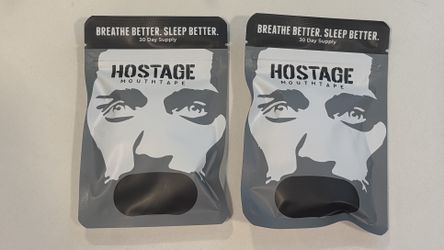 BREATHE BETTER. SLEEP BETTER.
30 Day Supply
HOSTAGE
MOUTHTAPE
BREATHE BETTER. SLEEP BETTER.
30 Day Supply
HOSTAGE
MOUTHTAPE